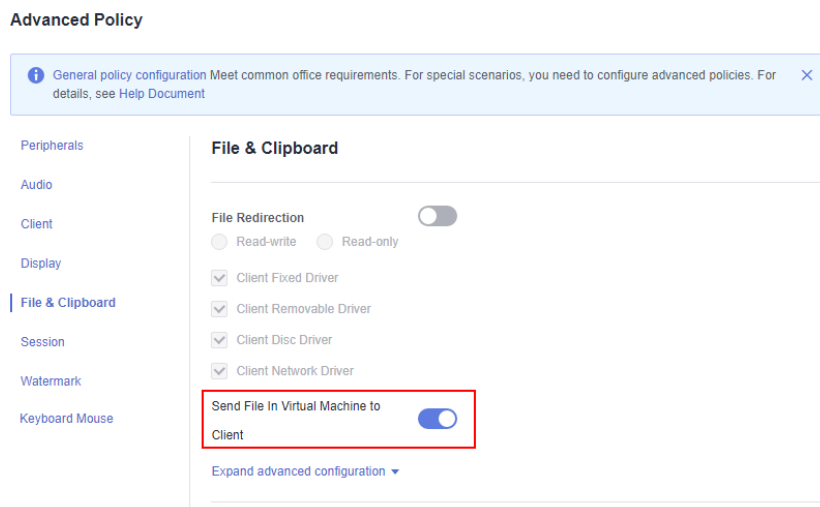 Advanced Policy
General policy configuration Meet common office requirements. For special scenarios, you need to configure advanced policies. For
details, see Help Document
Peripherals
Audio
Client
Display
File & Clipboard
Session
Watermark
Keyboard Mouse
File & Clipboard
File Redirection
Read-write Read-only
Client Fixed Driver
Client Removable Driver
Client Disc Driver
Client Network Driver
Send File In Virtual Machine to
Client
Expand advanced configuration